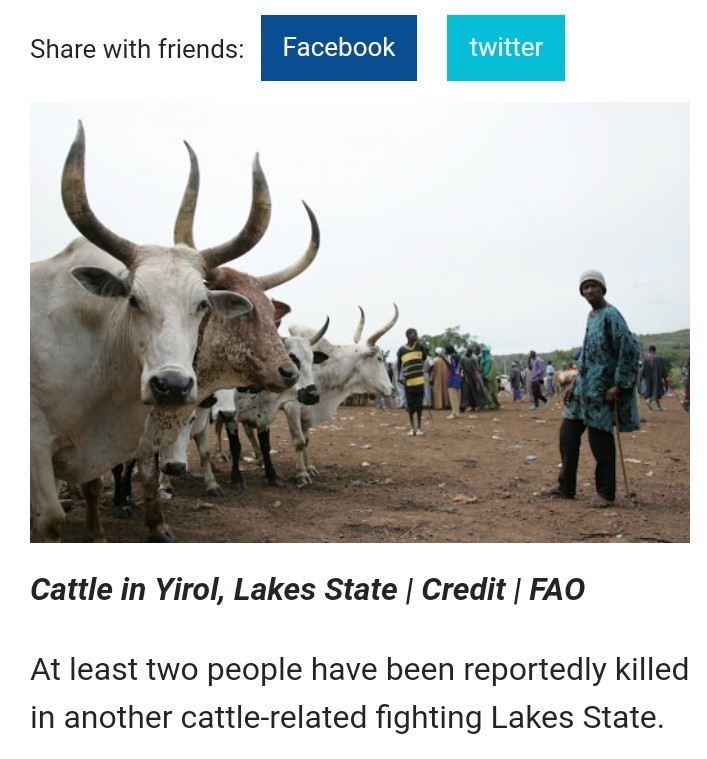 Share with friends: Facebook twitter
Cattle in Yirol, Lakes State | Credit | FAO
At least two people have been reportedly killed
in another cattle-related fighting Lakes State.